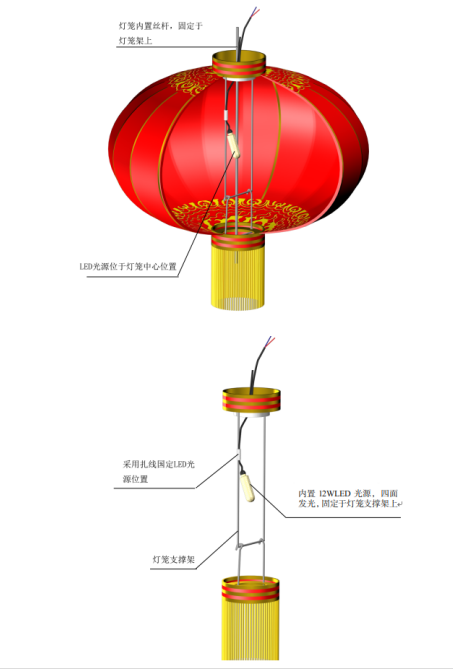 灯笼内置丝杆，固定于
灯笼架上
LED光源位于灯笼中心位置
采用扎线固定LED光
源位置
内置 12WLED 光源，四面
发光,固定于灯笼支撑架上
灯笼支撑架